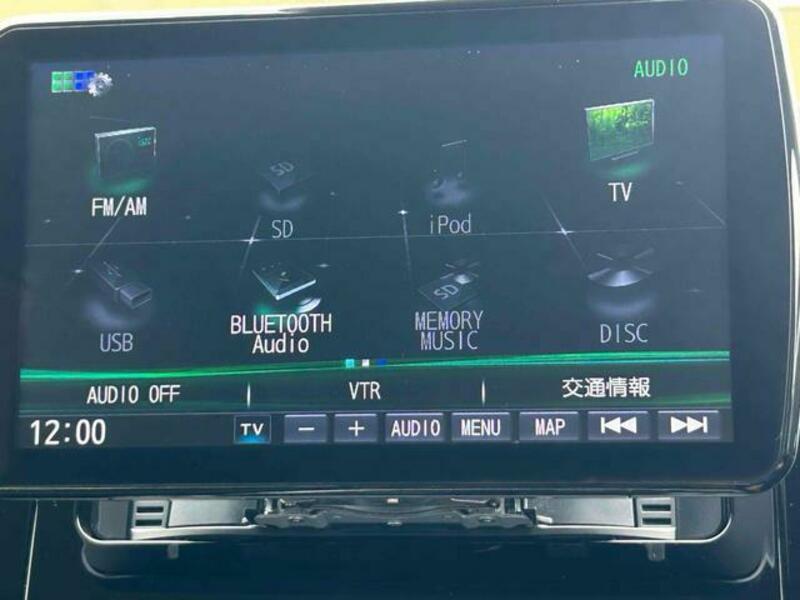 AUDIO
FM/AM
SD
iPod
TV
USB
BLUETOOTH
Audio
MEMORY
MUSIC
DISC
AUDIO OFF
VTR
交通情報
12:00
TV
−
+
AUDIO
MENU
MAP